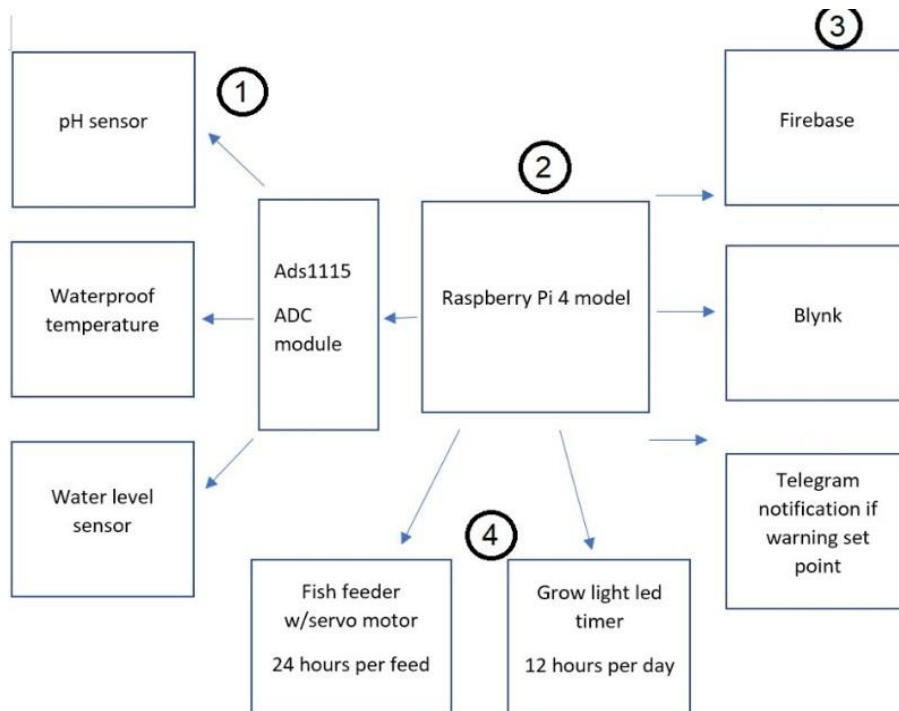 3
1
pH sensor
Firebase
2
Ads1115
ADC
module
Raspberry Pi 4 model
Waterproof
temperature
Blynk
Water level
sensor
Telegram
notification if
warning set
point
4
Fish feeder
w/servo motor
24 hours per feed
Grow light led
timer
12 hours per day